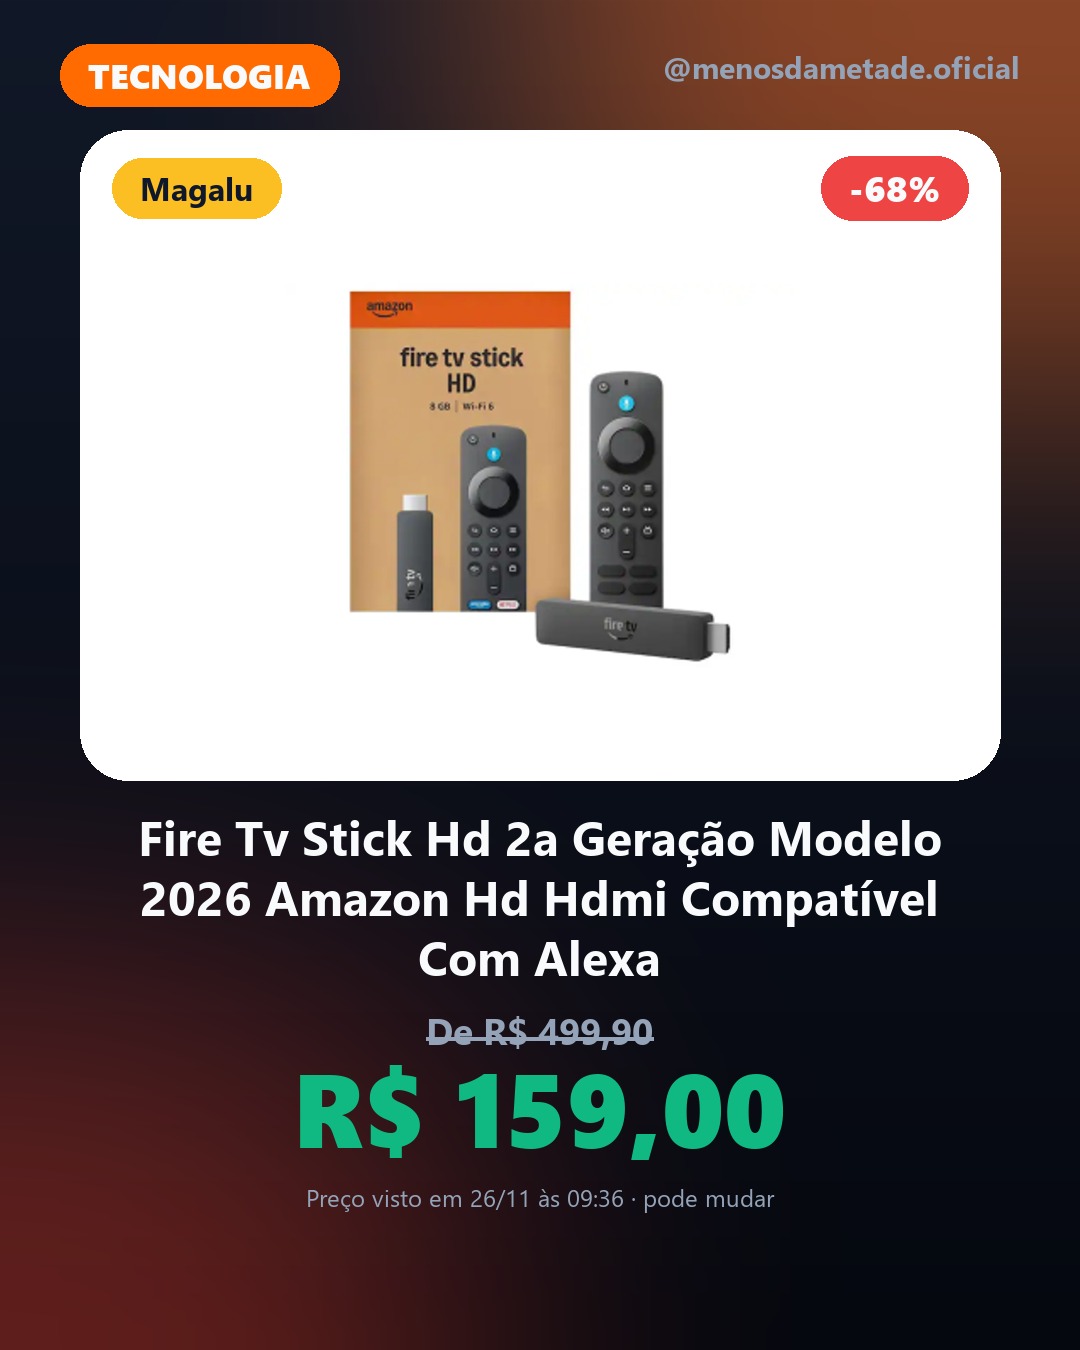 TECNOLOGIA
@menosdametade.oficial
Magalu
-68%
amazon
fire tv stick
HD
8 GB | Wi-Fi 6
fire tv
fire tv
Fire Tv Stick Hd 2a Geração Modelo
2026 Amazon Hd Hdmi Compatível
Com Alexa
De R$ 499,90
R$ 159,00
Preço visto em 26/11 às 09:36 · pode mudar